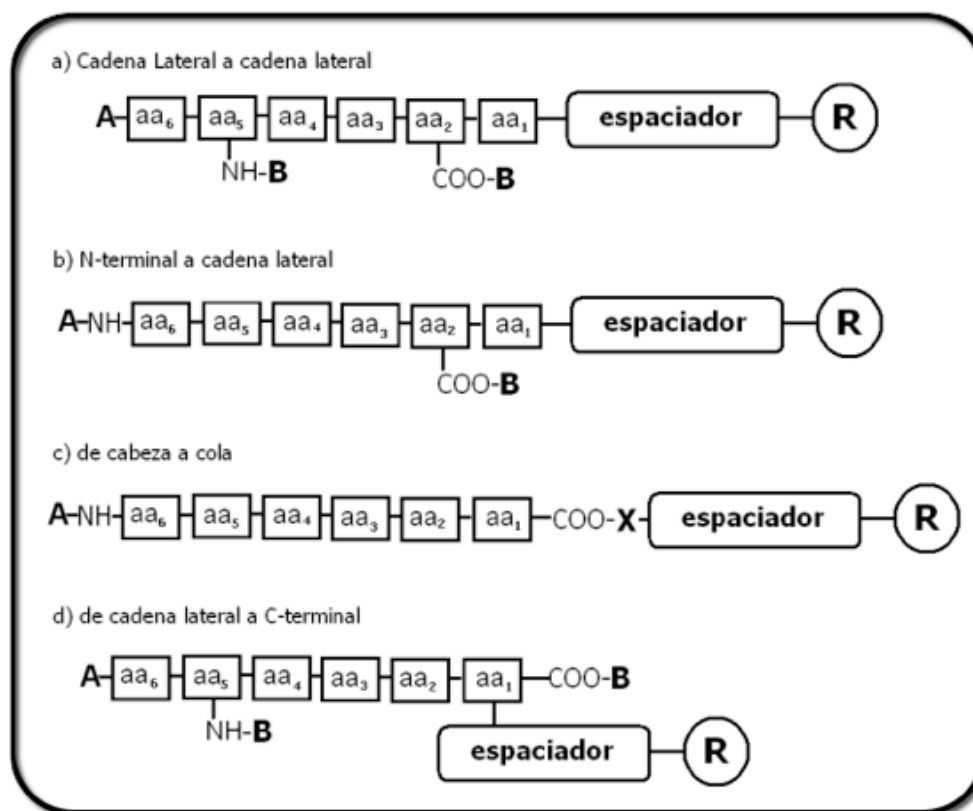 a) Cadena Lateral a cadena lateral
A-aa₆-aa₅-aa₄-aa₃-aa₂-aa₁-espaciador-R
NH-B COO-B
b) N-terminal a cadena lateral
A-NH-aa₆-aa₅-aa₄-aa₃-aa₂-aa₁-espaciador-R
COO-B
c) de cabeza a cola
A-NH-aa₆-aa₅-aa₄-aa₃-aa₂-aa₁-COO-X-espaciador-R
d) de cadena lateral a C-terminal
A-aa₆-aa₅-aa₄-aa₃-aa₂-aa₁-COO-B
NH-B espaciador-R